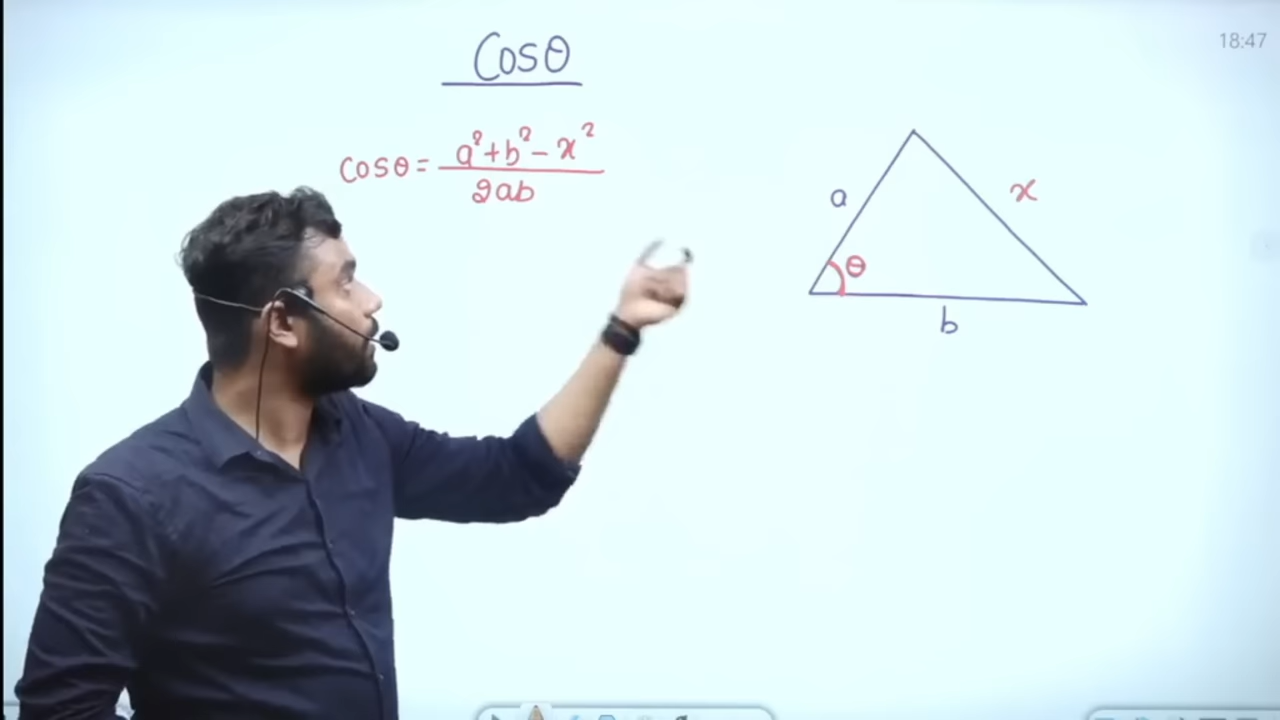 Cosθ
18:47
cosθ = a²+b²-x² / 2ab
a
x
θ
b